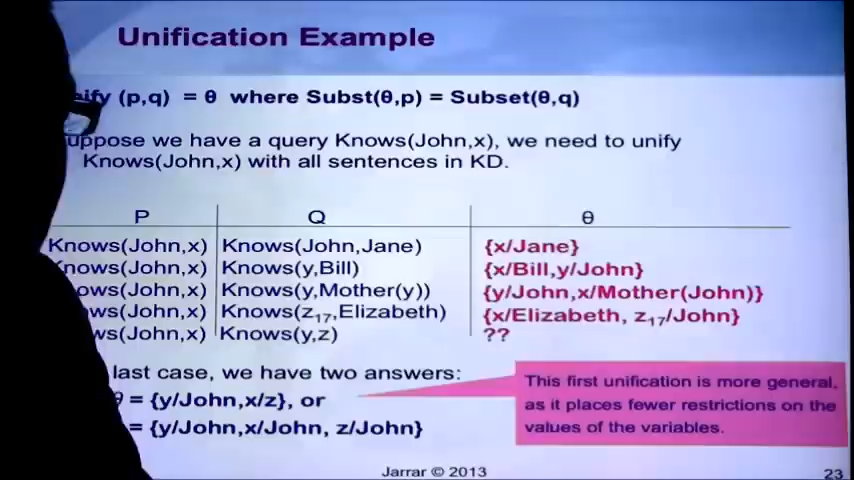 Unification Example
ify (p,q) = θ where Subst(θ,p) = Subset(θ,q)
uppose we have a query Knows(John,x), we need to unify
Knows(John,x) with all sentences in KD.
P Q θ
Knows(John,x) Knows(John,Jane) {x/Jane}
Knows(John,x) Knows(y,Bill) {x/Bill,y/John}
nows(John,x) Knows(y,Mother(y)) {y/John,x/Mother(John)}
ows(John,x) Knows(z₁₇,Elizabeth) {x/Elizabeth, z₁₇/John}
ws(John,x) Knows(y,z) ??
last case, we have two answers:
θ = {y/John,x/z}, or
= {y/John,x/John, z/John}
This first unification is more general,
as it places fewer restrictions on the
values of the variables.
Jarrar © 2013
23